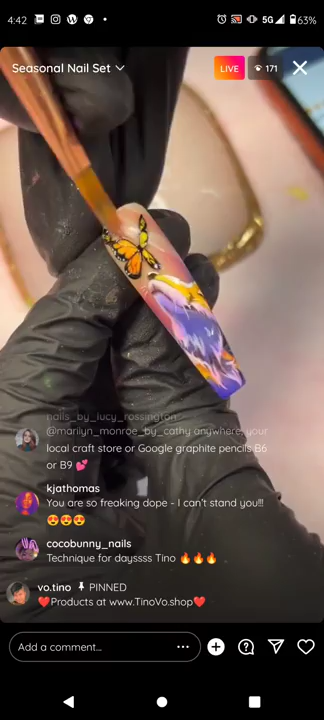 4:42
5G 63%
Seasonal Nail Set
LIVE
171
nails_by_lucy_rossington
@marilyn_monroe_by_cathy anywhere, your
local craft store or Google graphite pencils B6
or B9 💕
kjathomas
You are so freaking dope - I can't stand you!!!
😍😍😍
cocobunny_nails
Technique for dayssss Tino 🔥🔥🔥
vo.tino 📌 PINNED
❤️Products at www.TinoVo.shop❤️
Add a comment...